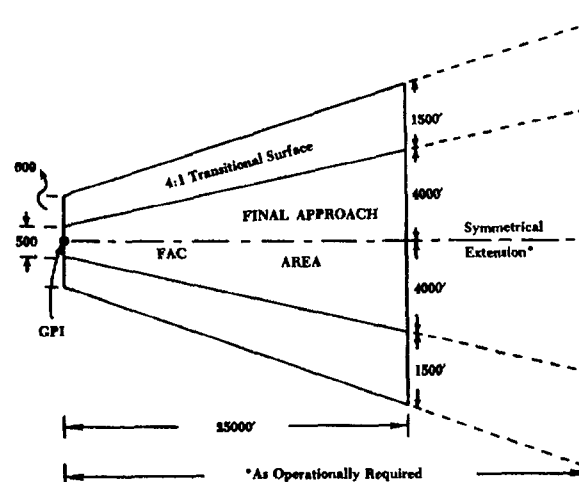 1500'
600
4:1 Transitional Surface
4000'
FINAL APPROACH
500
Symmetrical
FAC
AREA
Extension*
4000'
GPI
1500'
25000'
*As Operationally Required